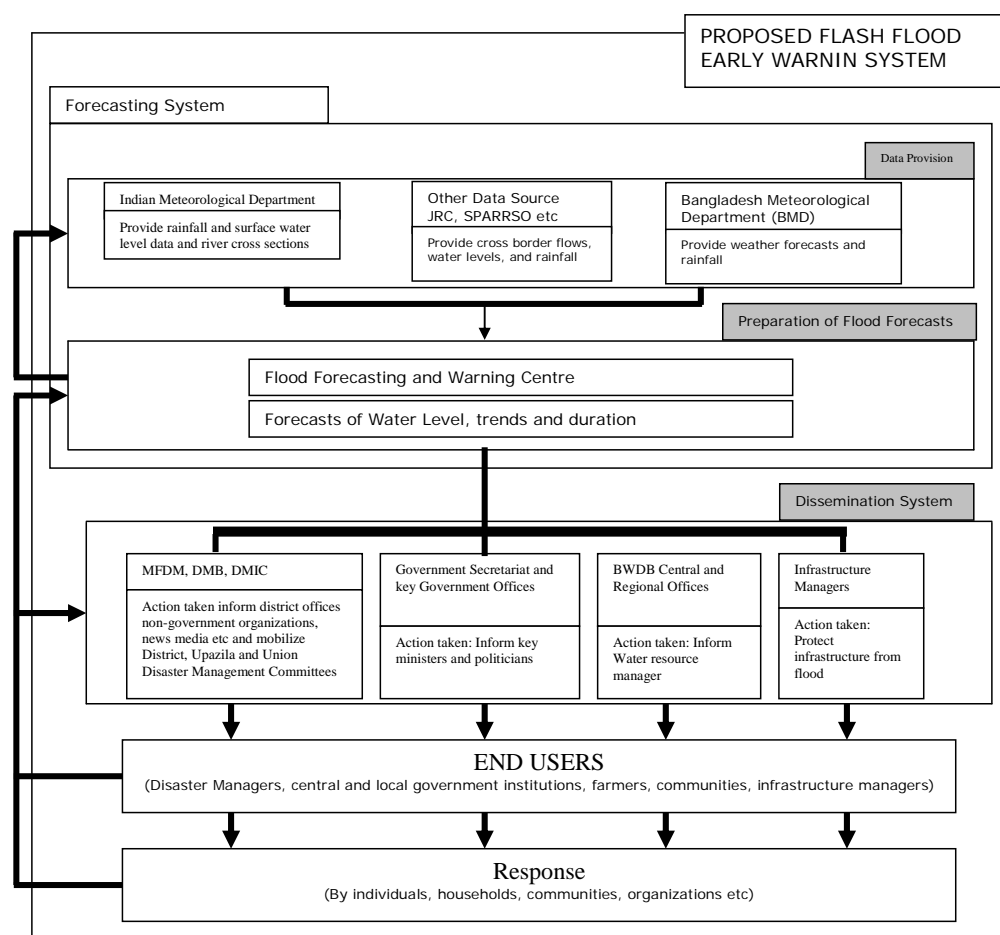 PROPOSED FLASH FLOOD
EARLY WARNIN SYSTEM
Forecasting System
Data Provision
Indian Meteorological Department
Provide rainfall and surface water
level data and river cross sections
Other Data Source
JRC, SPARRSO etc
Provide cross border flows,
water levels, and rainfall
Bangladesh Meteorological
Department (BMD)
Provide weather forecasts and
rainfall
Preparation of Flood Forecasts
Flood Forecasting and Warning Centre
Forecasts of Water Level, trends and duration
Dissemination System
MFDM, DMB, DMIC
Action taken inform district offices
non-government organizations,
news media etc and mobilize
District, Upazila and Union
Disaster Management Committees
Government Secretariat and
key Government Offices
Action taken: Inform key
ministers and politicians
BWDB Central and
Regional Offices
Action taken: Inform
Water resource
manager
Infrastructure
Managers
Action taken:
Protect
infrastructure from
flood
END USERS
(Disaster Managers, central and local government institutions, farmers, communities, infrastructure managers)
Response
(By individuals, households, communities, organizations etc)